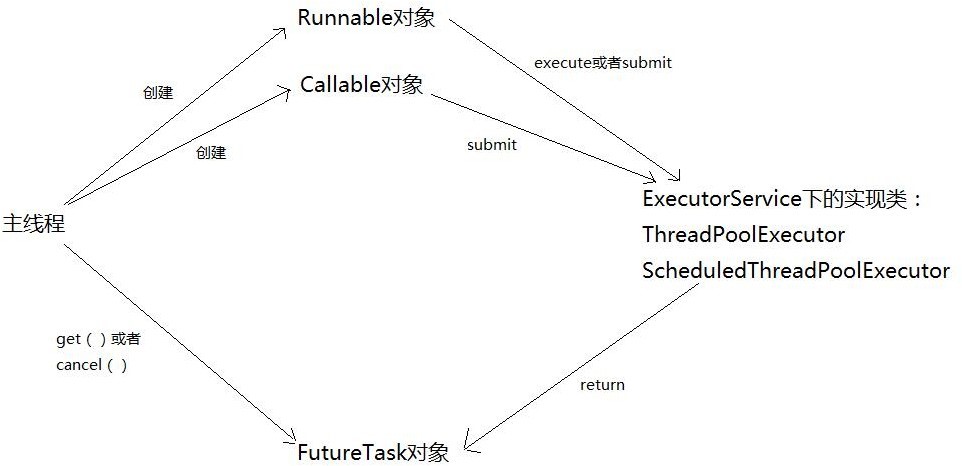 Runnable对象
execute或者submit
Callable对象
创建
submit
创建
ExecutorService下的实现类：
主线程
ThreadPoolExecutor
ScheduledThreadPoolExecutor
get（）或者
cancel（）
return
FutureTask对象